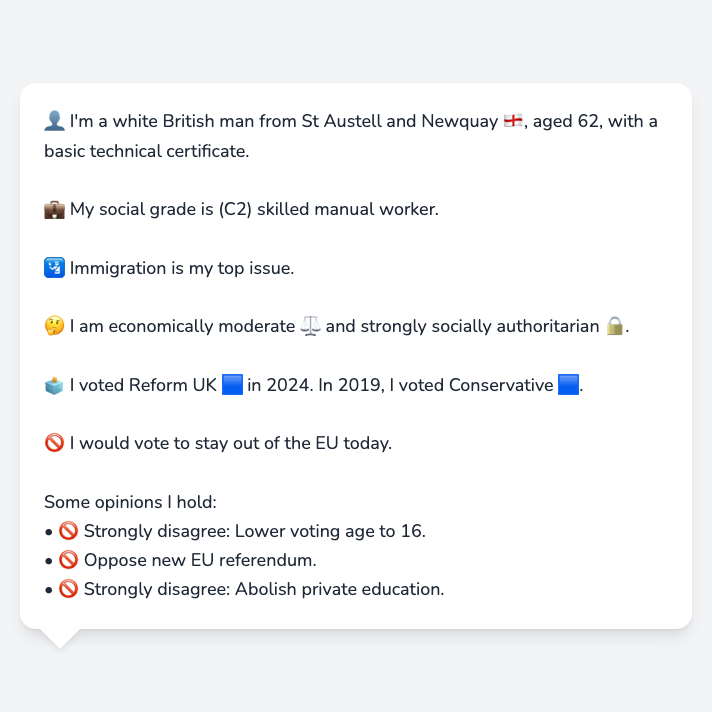 👤 I'm a white British man from St Austell and Newquay 🏴󠁧󠁢󠁥󠁮󠁧󠁿, aged 62, with a
basic technical certificate.
💼 My social grade is (C2) skilled manual worker.
🛂 Immigration is my top issue.
🤔 I am economically moderate ⚖️ and strongly socially authoritarian 🔒.
🗳️ I voted Reform UK 🟦 in 2024. In 2019, I voted Conservative 🟦.
🚫 I would vote to stay out of the EU today.
Some opinions I hold:
• 🚫 Strongly disagree: Lower voting age to 16.
• 🚫 Oppose new EU referendum.
• 🚫 Strongly disagree: Abolish private education.